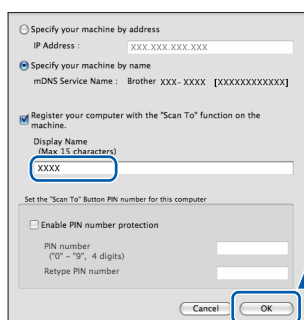 Specify your machine by address
IP Address : XXX.XXX.XXX.XXX
Specify your machine by name
mDNS Service Name : Brother XXX-XXXX [XXXXXXXXXXXX]
Register your computer with the "Scan To" function on the
machine.
Display Name
(Max 15 characters)
XXXX
Set the "Scan To" Button PIN number for this computer
Enable PIN number protection
PIN number
("0" – "9", 4 digits)
Retype PIN number
Cancel OK